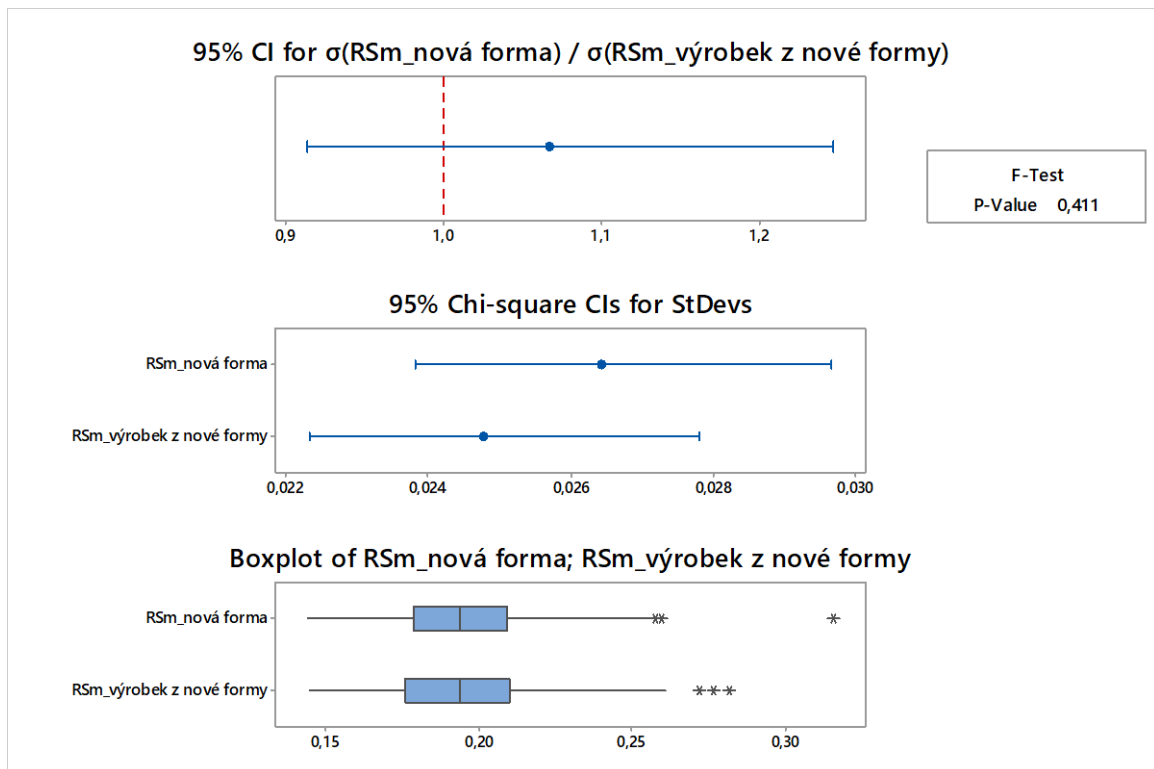 95% CI for σ(RSm_nová forma) / σ(RSm_výrobek z nové formy)
0,9 1,0 1,1 1,2
F-Test
P-Value 0,411
95% Chi-square CIs for StDevs
RSm_nová forma
RSm_výrobek z nové formy
0,022 0,024 0,026 0,028 0,030
Boxplot of RSm_nová forma; RSm_výrobek z nové formy
RSm_nová forma
RSm_výrobek z nové formy
0,15 0,20 0,25 0,30